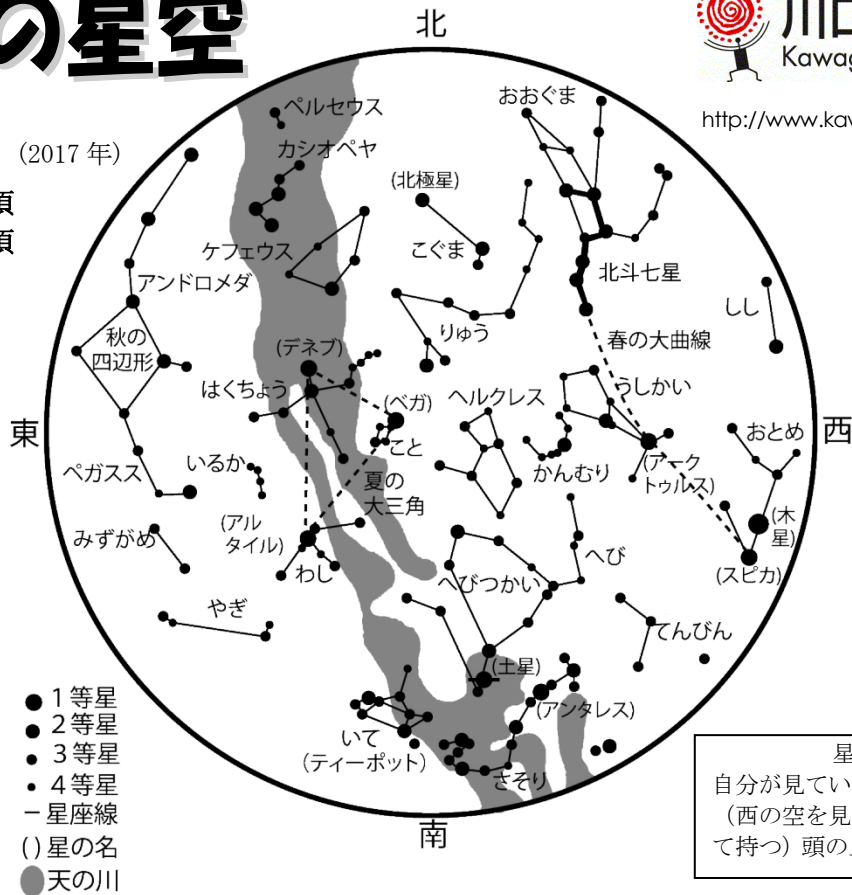 の星空
北
川口
Kawag
http://www.kaw
(2017 年)
頃
頃
ペルセウス
おおぐま
カシオペヤ
(北極星)
ケフェウス
こぐま
アンドロメダ
北斗七星
しし
秋の
四辺形
りゅう
春の大曲線
(デネブ)
はくちょう
(ベガ)
ヘルクレス
うしかい
東
西
こと
かんむり
(アーク
トゥルス)
おとめ
ペガスス
いるか
夏の
大三角
みずがめ
(アル
タイル)
わし
(木
星)
へび
へびつかい
(スピカ)
やぎ
てんびん
(土星)
(アンタレス)
いて
(ティーポット)
さそり
南
1等星
2等星
3等星
4等星
星座線
()星の名
天の川
星
自分が見てい
(西の空を見
て持つ) 頭の上